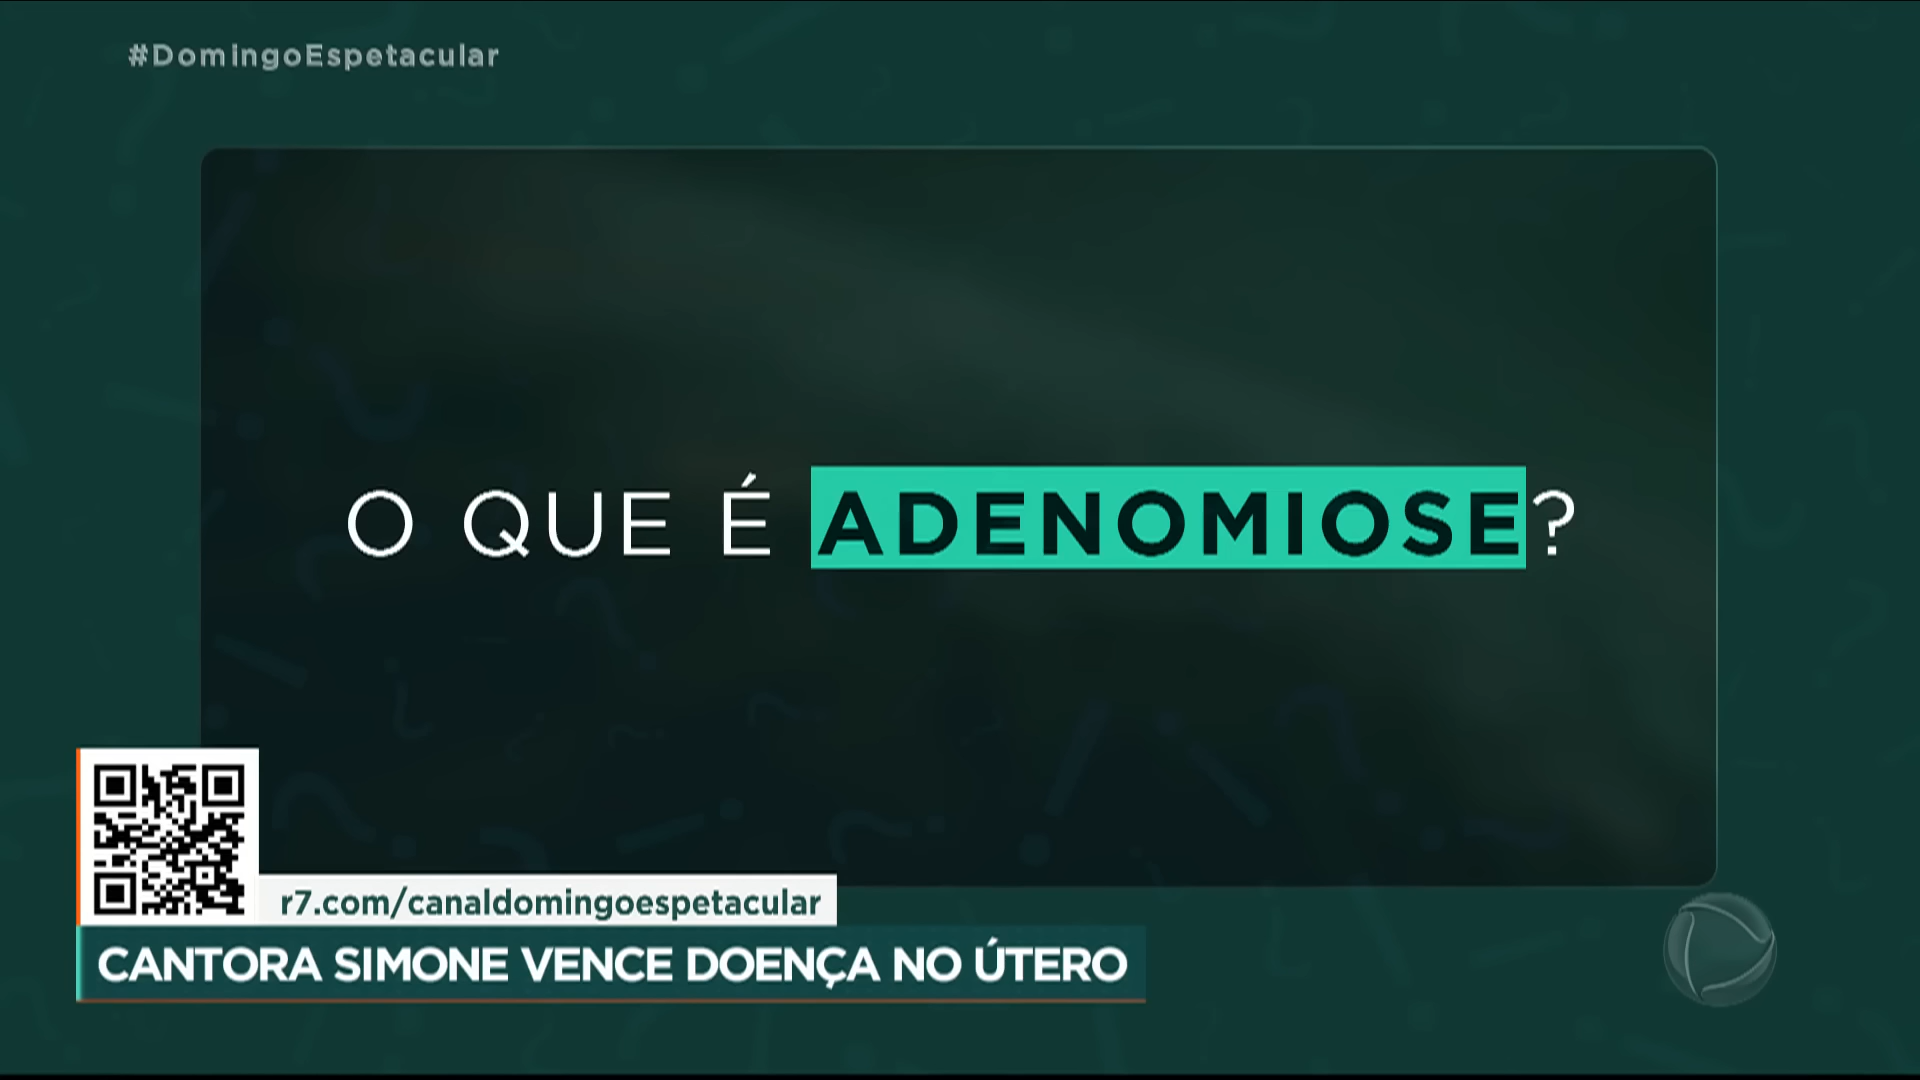 #DomingoEspetacular
O QUE É ADENOMIOSE?
r7.com/canaldomingoespetacular
CANTORA SIMONE VENCE DOENÇA NO ÚTERO